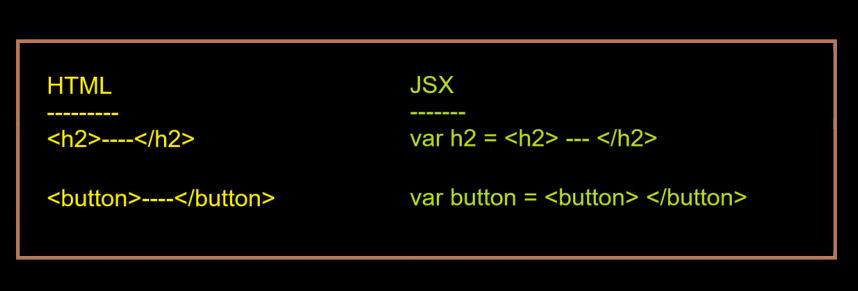 HTML
---------
<h2>----</h2>
<button>----</button>
JSX
-------
var h2 = <h2> --- </h2>
var button = <button> </button>